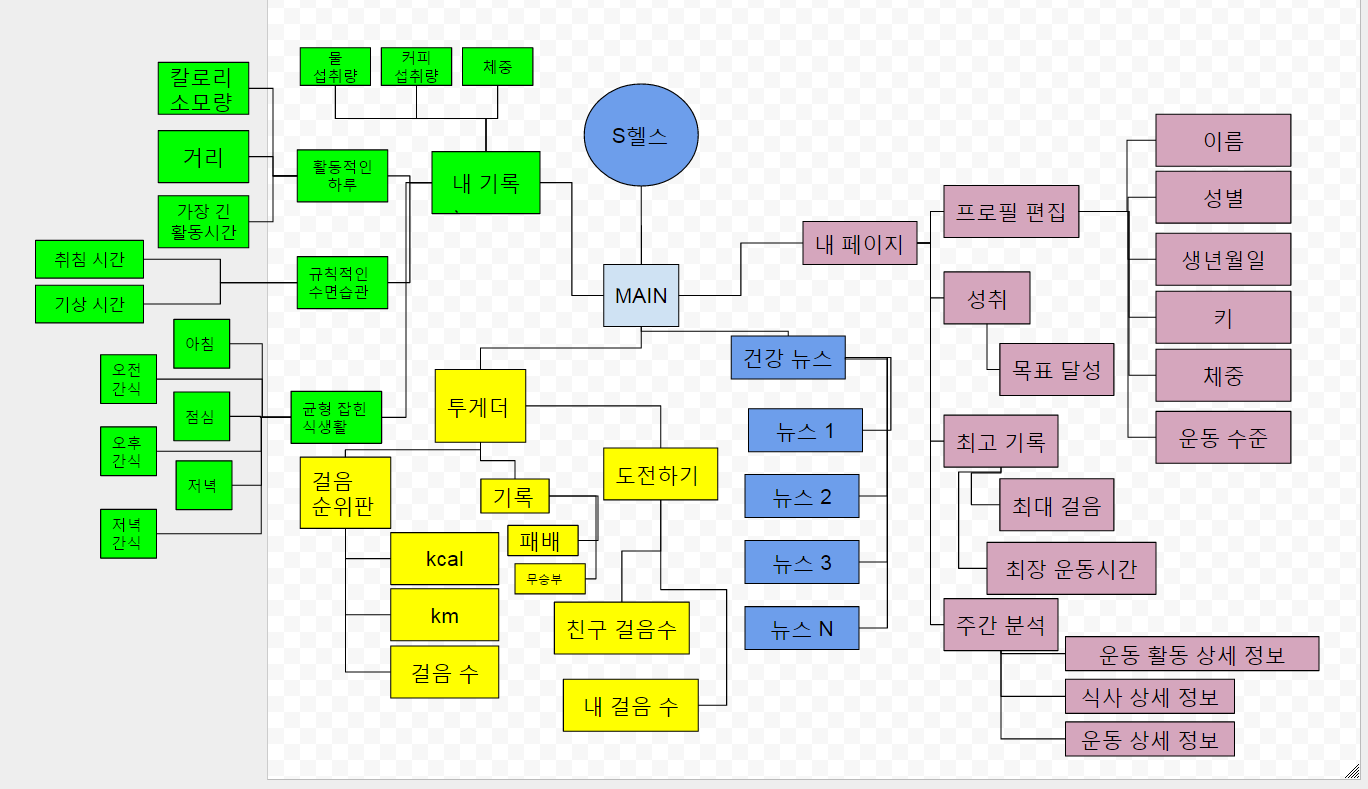 물
섭취량
커피
섭취량
체중
칼로리
소모량
거리
가장 긴
활동시간
활동적인
하루
내 기록
S헬스
취침 시간
기상 시간
규칙적인
수면습관
MAIN
아침
오전
간식
점심
오후
간식
저녁
저녁
간식
균형 잡힌
식생활
투게더
걸음
순위판
kcal
km
걸음 수
기록
패배
무승부
도전하기
친구 걸음수
내 걸음 수
건강 뉴스
뉴스 1
뉴스 2
뉴스 3
뉴스 N
내 페이지
프로필 편집
이름
성별
생년월일
키
체중
운동 수준
성취
목표 달성
최고 기록
최대 걸음
최장 운동시간
주간 분석
운동 활동 상세 정보
식사 상세 정보
운동 상세 정보